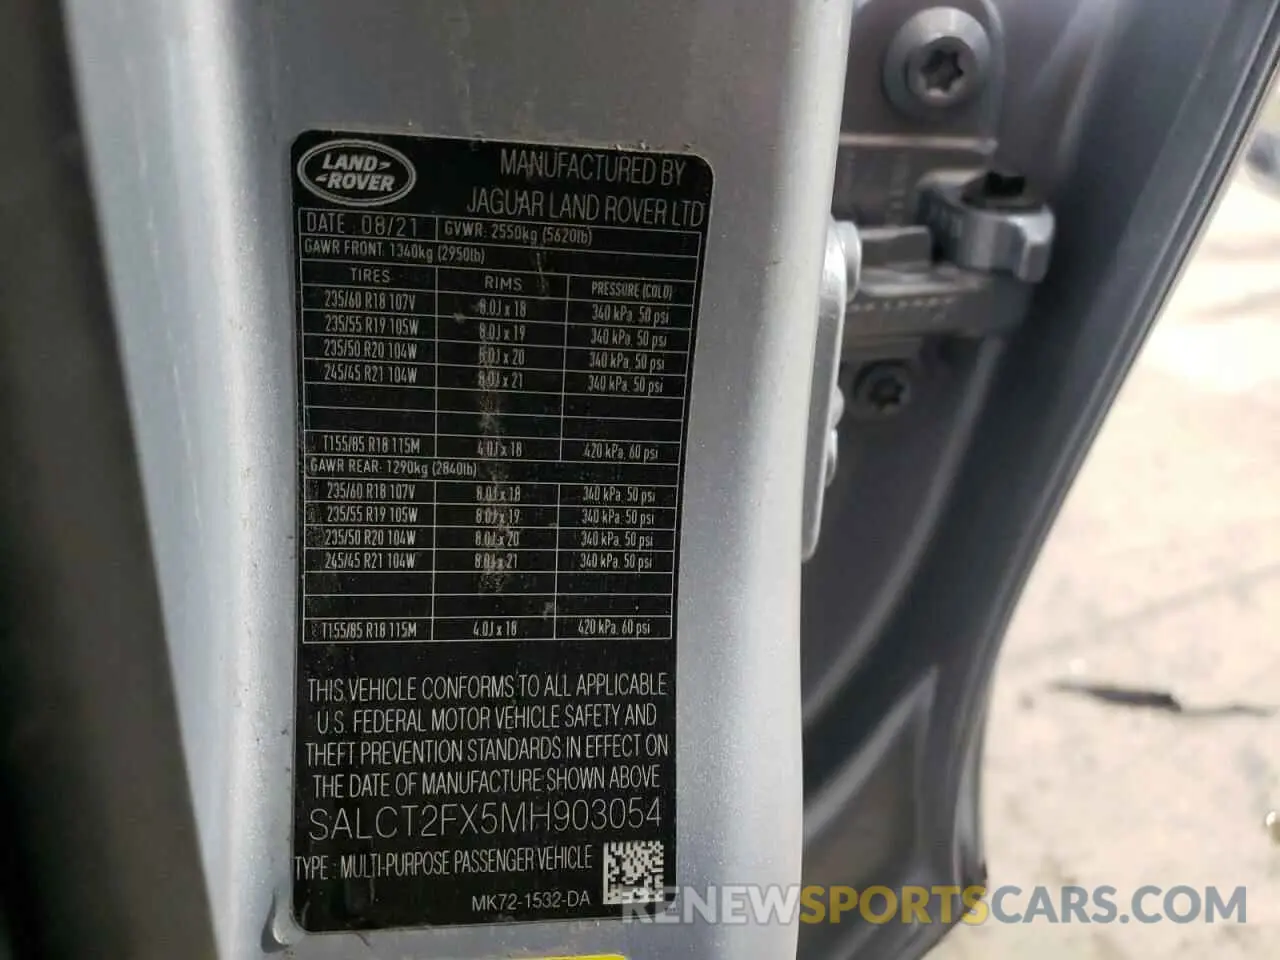 LAND-
-ROVER
MANUFACTURED BY
JAGUAR LAND ROVER LTD
DATE : 08/21 GVWR: 2550kg (5620lb)
GAWR FRONT: 1340kg (2950lb)
TIRES RIMS PRESSURE (COLD)
235/60 R18 107V 8.0J x 18 340 kPa, 50 psi
235/55 R19 105W 8.0J x 19 340 kPa, 50 psi
235/50 R20 104W 8.0J x 20 340 kPa, 50 psi
245/45 R21 104W 8.0J x 21 340 kPa, 50 psi
T155/85 R18 115M 4.0J x 18 420 kPa, 60 psi
GAWR REAR: 1290kg (2840lb)
235/60 R18 107V 8.0J x 18 340 kPa, 50 psi
235/55 R19 105W 8.0J x 19 340 kPa, 50 psi
235/50 R20 104W 8.0J x 20 340 kPa, 50 psi
245/45 R21 104W 8.0J x 21 340 kPa, 50 psi
T155/85 R18 115M 4.0J x 18 420 kPa, 60 psi
THIS VEHICLE CONFORMS TO ALL APPLICABLE
U.S. FEDERAL MOTOR VEHICLE SAFETY AND
THEFT PREVENTION STANDARDS IN EFFECT ON
THE DATE OF MANUFACTURE SHOWN ABOVE
SALCT2FX5MH903054
TYPE : MULTI-PURPOSE PASSENGER VEHICLE
MK72-1532-DA
RENEWSPORTSCARS.COM